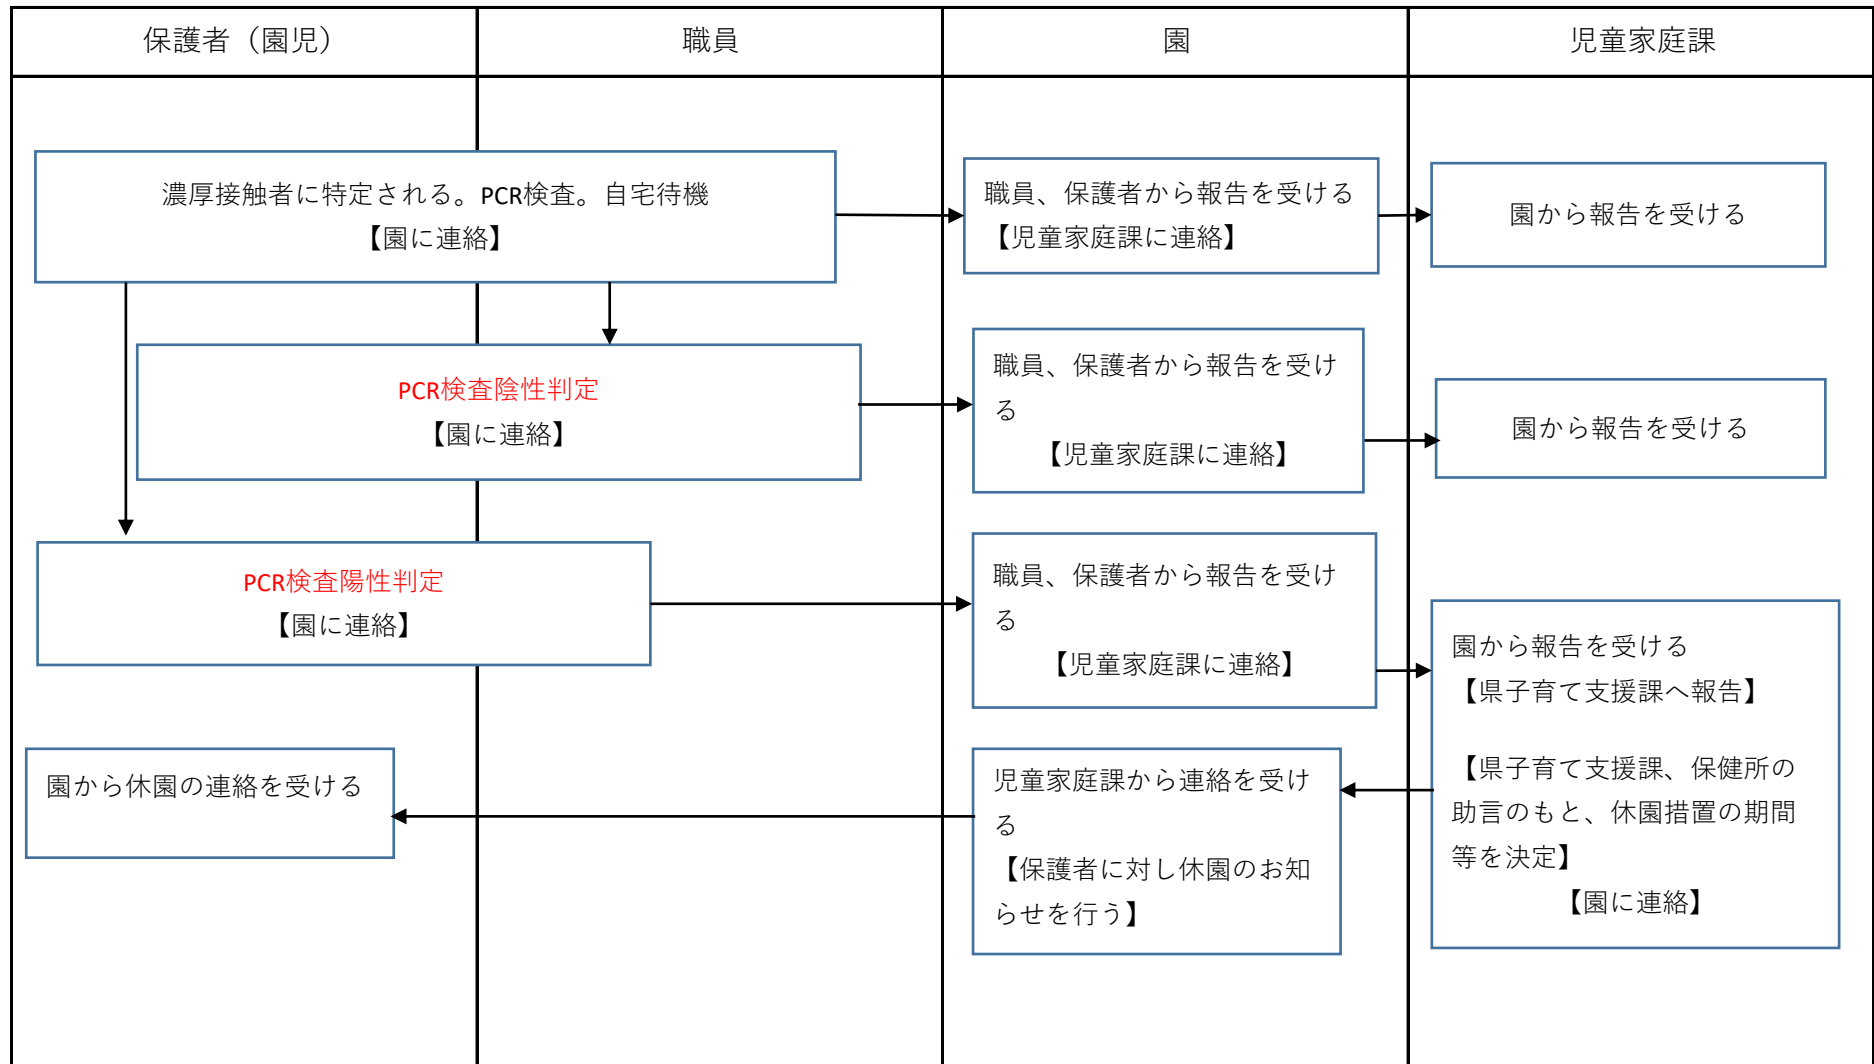 保護者（園児）
職員
園
児童家庭課
濃厚接触者に特定される。PCR検査。自宅待機
【園に連絡】
職員、保護者から報告を受ける
【児童家庭課に連絡】
園から報告を受ける
PCR検査陰性判定
【園に連絡】
職員、保護者から報告を受け
る
【児童家庭課に連絡】
園から報告を受ける
PCR検査陽性判定
【園に連絡】
職員、保護者から報告を受け
る
【児童家庭課に連絡】
園から報告を受ける
【県子育て支援課へ報告】
【県子育て支援課、保健所の
助言のもと、休園措置の期間
等を決定】
【園に連絡】
児童家庭課から連絡を受け
る
【保護者に対し休園のお知
らせを行う】
園から休園の連絡を受ける